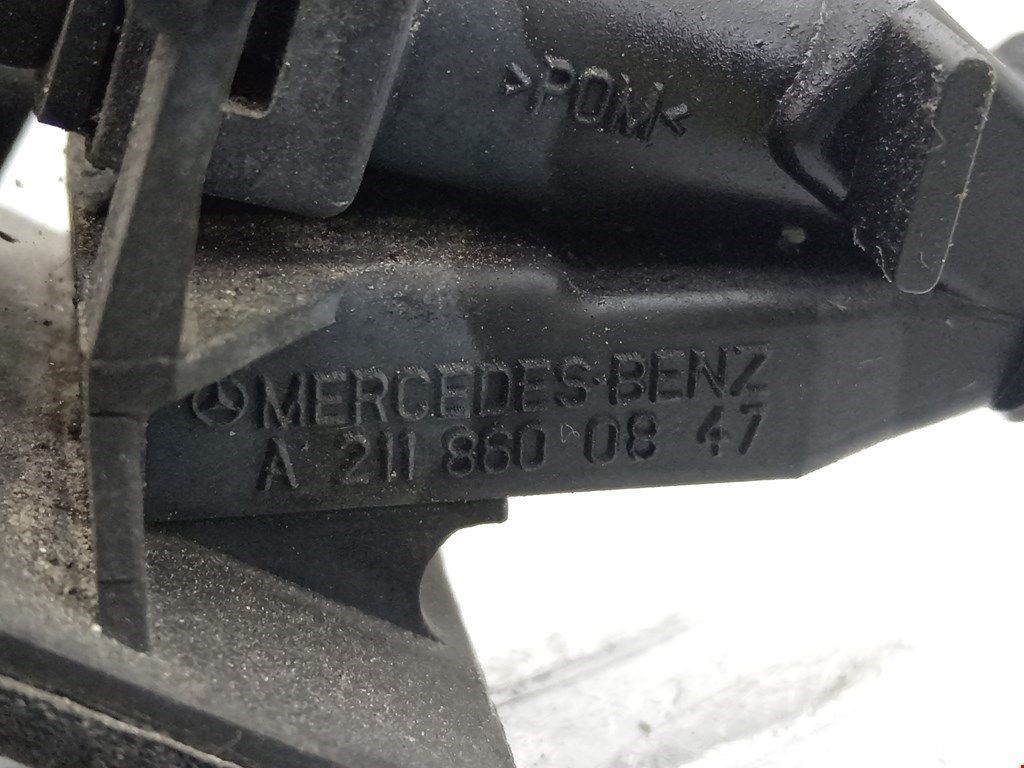 >POM<
MERCEDES-BENZ
A 211 860 08 47